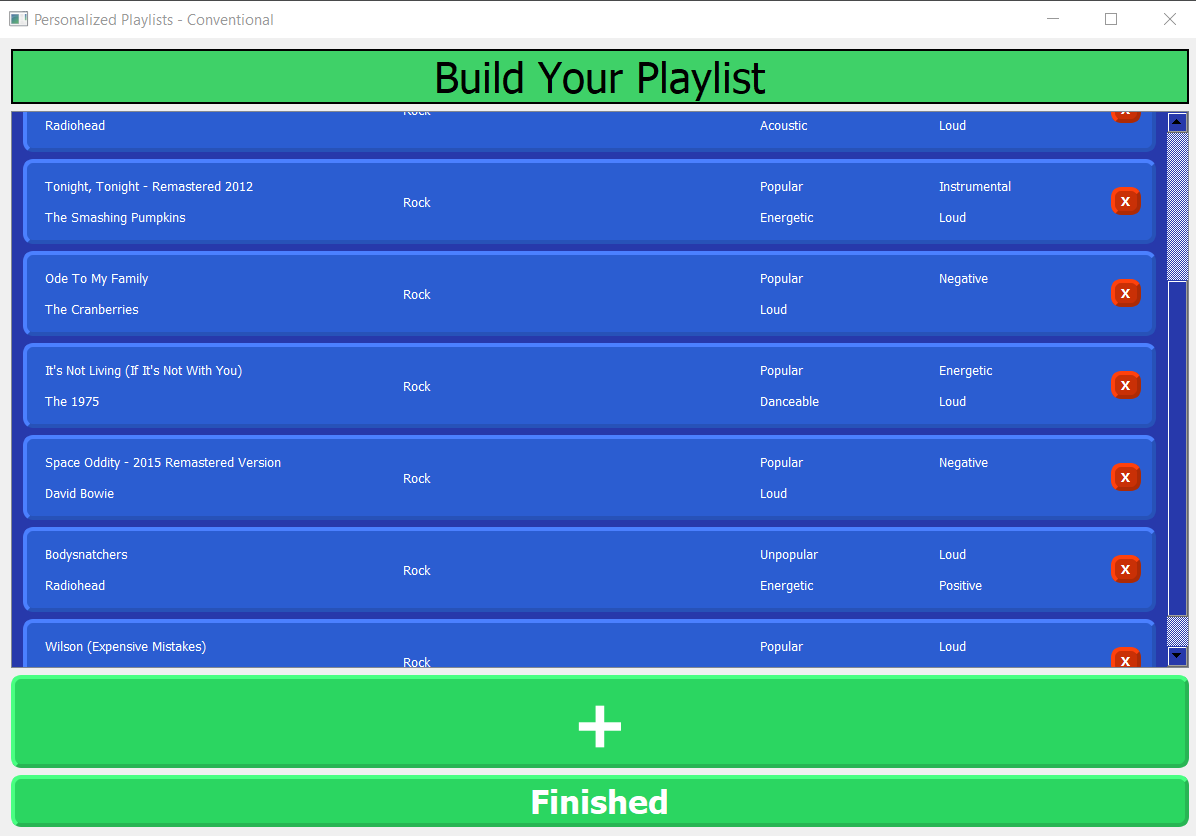 Personalized Playlists - Conventional
Build Your Playlist
Rock
X
Radiohead Acoustic Loud
Tonight, Tonight - Remastered 2012 Popular Instrumental
Rock X
The Smashing Pumpkins Energetic Loud
Ode To My Family Popular Negative
Rock X
The Cranberries Loud
It's Not Living (If It's Not With You) Popular Energetic
Rock X
The 1975 Danceable Loud
Space Oddity - 2015 Remastered Version Popular Negative
Rock X
David Bowie Loud
Bodysnatchers Unpopular Loud
Rock X
Radiohead Energetic Positive
Wilson (Expensive Mistakes) Popular Loud
Rock X
+
Finished